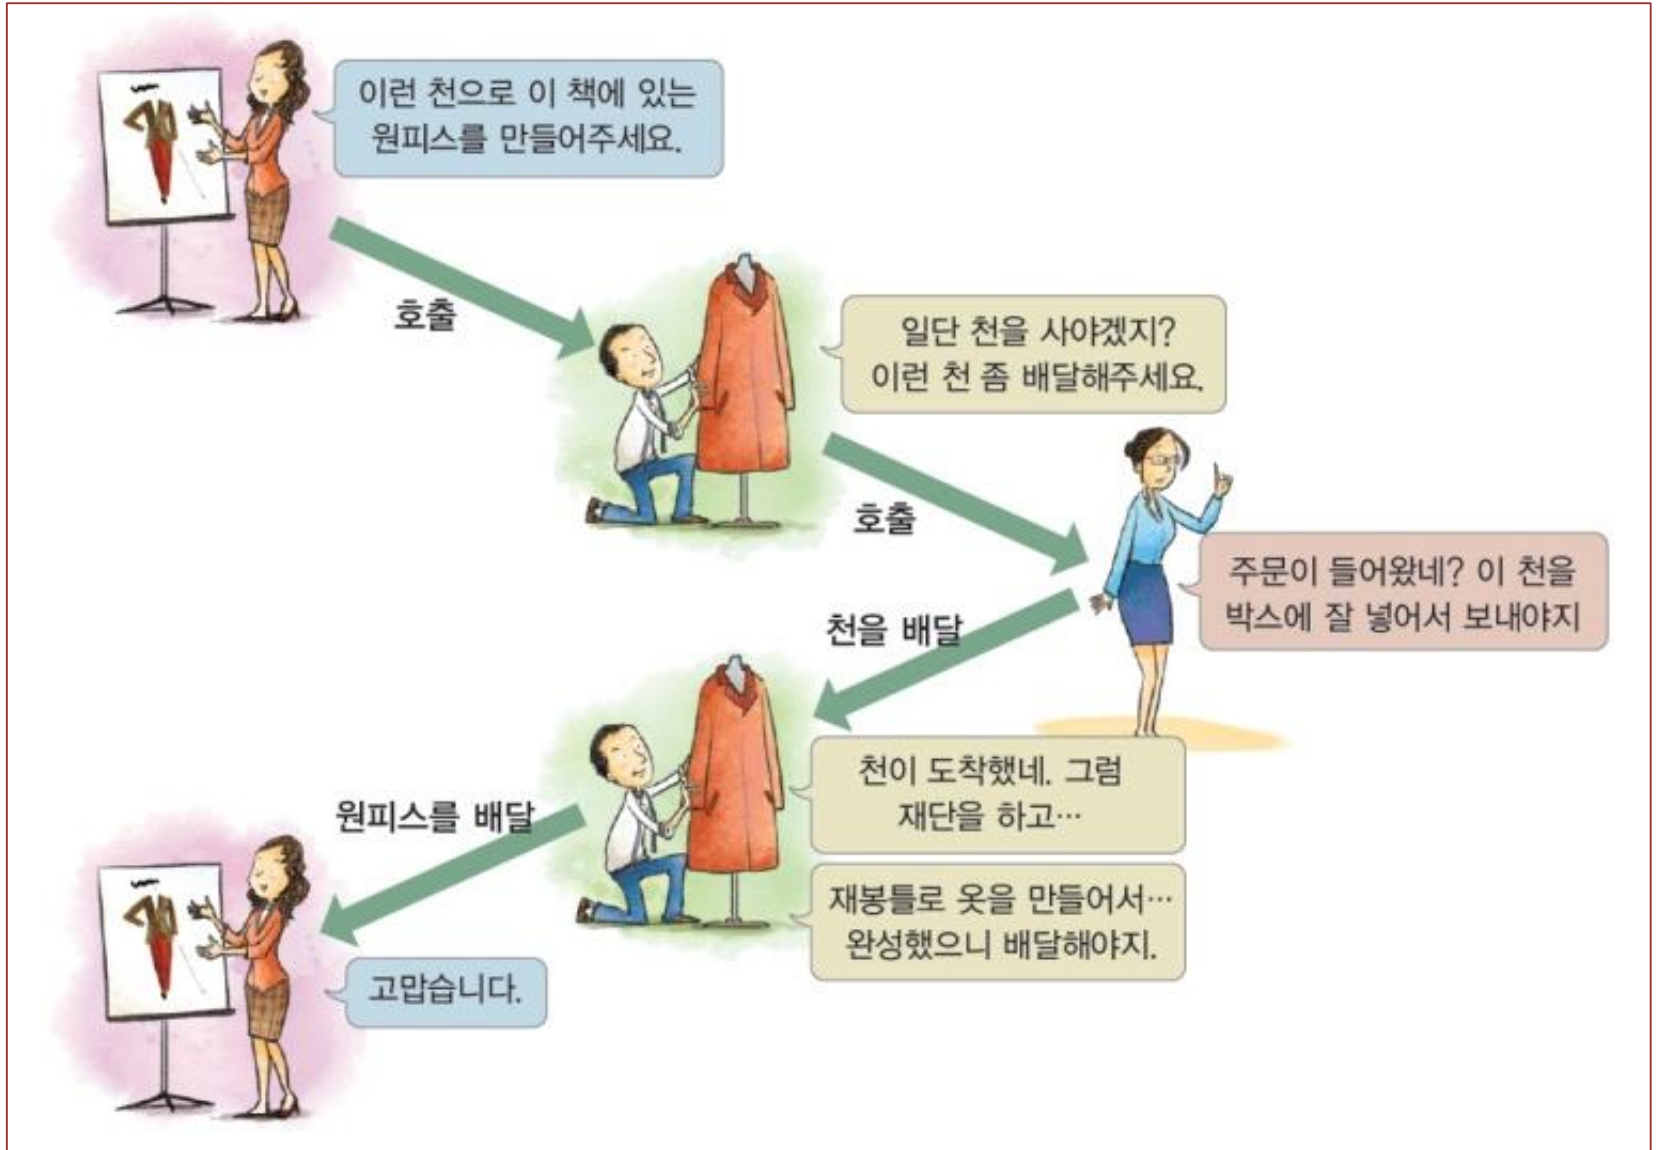 이런 천으로 이 책에 있는
원피스를 만들어주세요.
호출
일단 천을 사야겠지?
이런 천 좀 배달해주세요.
호출
주문이 들어왔네? 이 천을
박스에 잘 넣어서 보내야지
천을 배달
천이 도착했네. 그럼
재단을 하고…
재봉틀로 옷을 만들어서…
완성했으니 배달해야지.
원피스를 배달
고맙습니다.